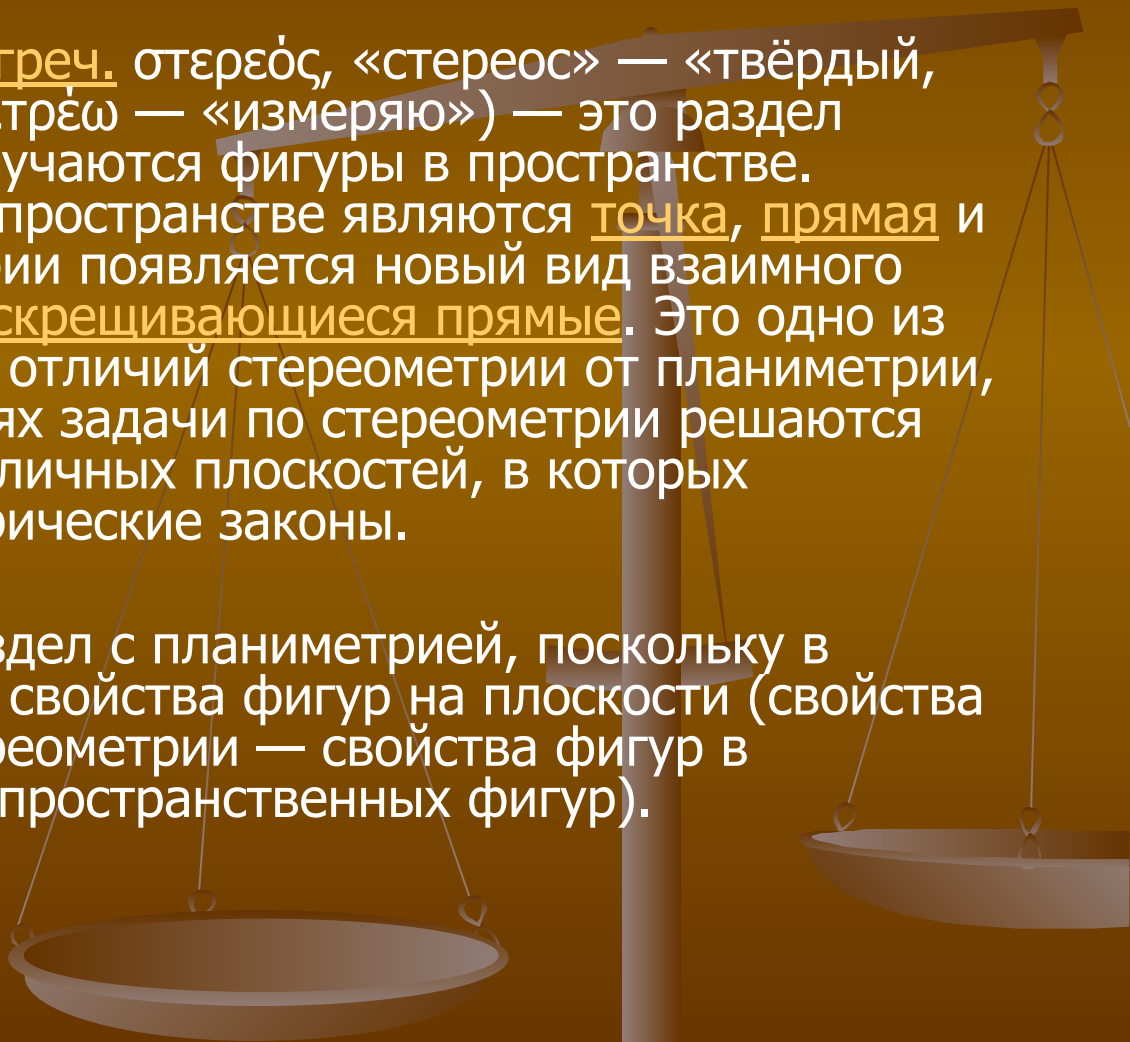 греч. στερεός, «стереос» — «твёрдый,
τρέω — «измеряю») — это раздел
учаются фигуры в пространстве.
пространстве являются точка, прямая и
рии появляется новый вид взаимного
скрещивающиеся прямые. Это одно из
отличий стереометрии от планиметрии,
ях задачи по стереометрии решаются
личных плоскостей, в которых
рические законы.
здел с планиметрией, поскольку в
свойства фигур на плоскости (свойства
реометрии — свойства фигур в
пространственных фигур).